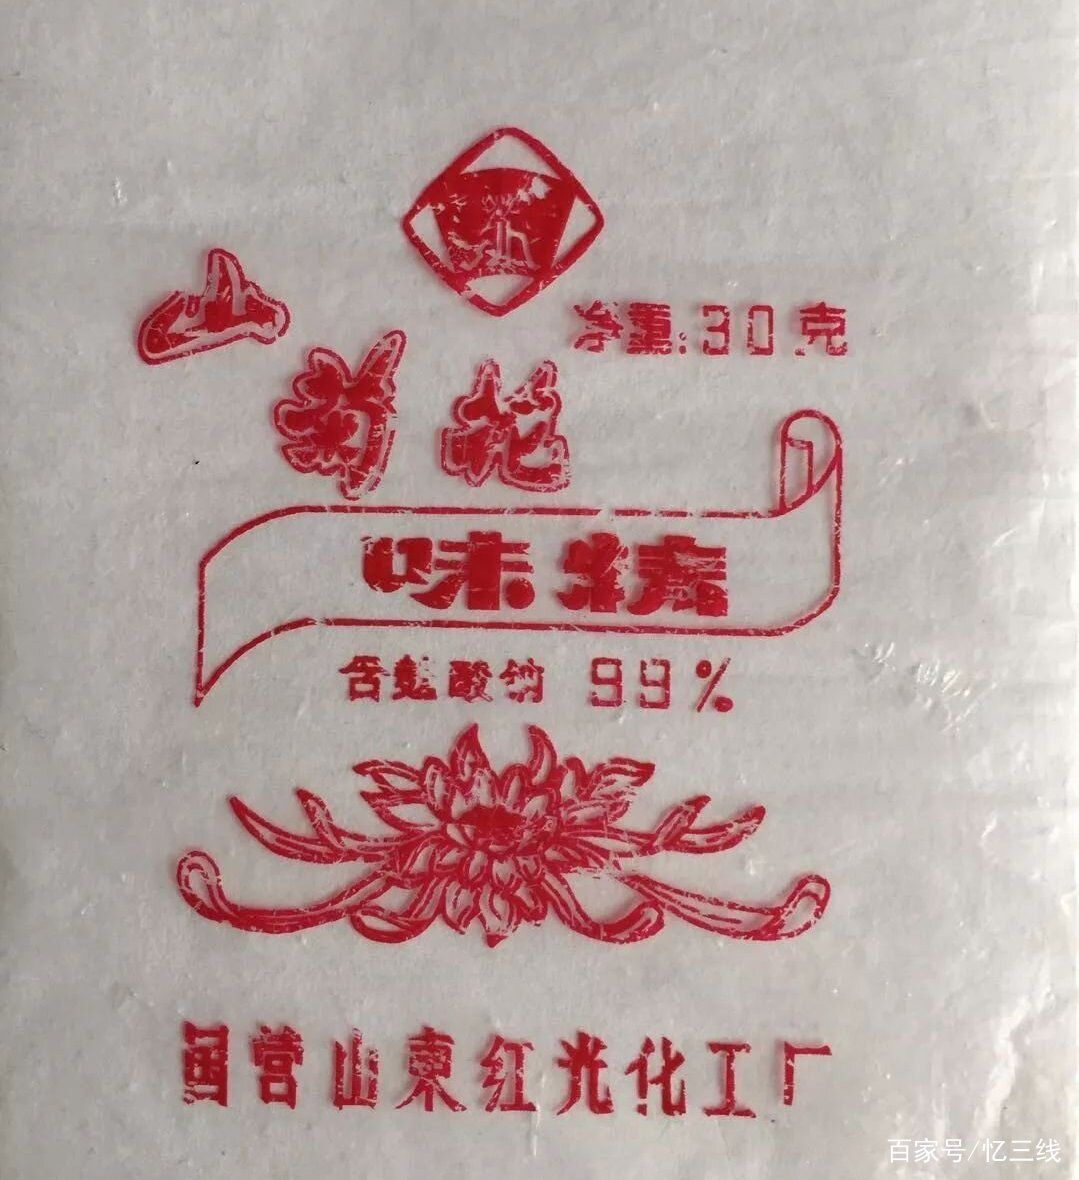 净重:30克
山
菊花
味精
含麸酸钠 99%
国营山东红光化工厂
百家号/忆三线